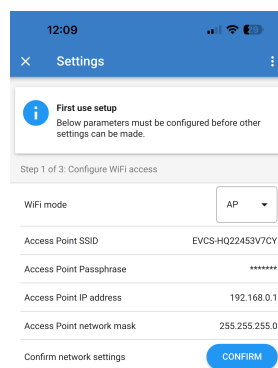 12:09
29
Settings
First use setup
Below parameters must be configured before other
settings can be made.
Step 1 of 3: Configure WiFi access
WiFi mode
AP
Access Point SSID
EVCS-HQ22453V7CY
Access Point Passphrase
*******
Access Point IP address
192.168.0.1
Access Point network mask
255.255.255.0
Confirm network settings
CONFIRM